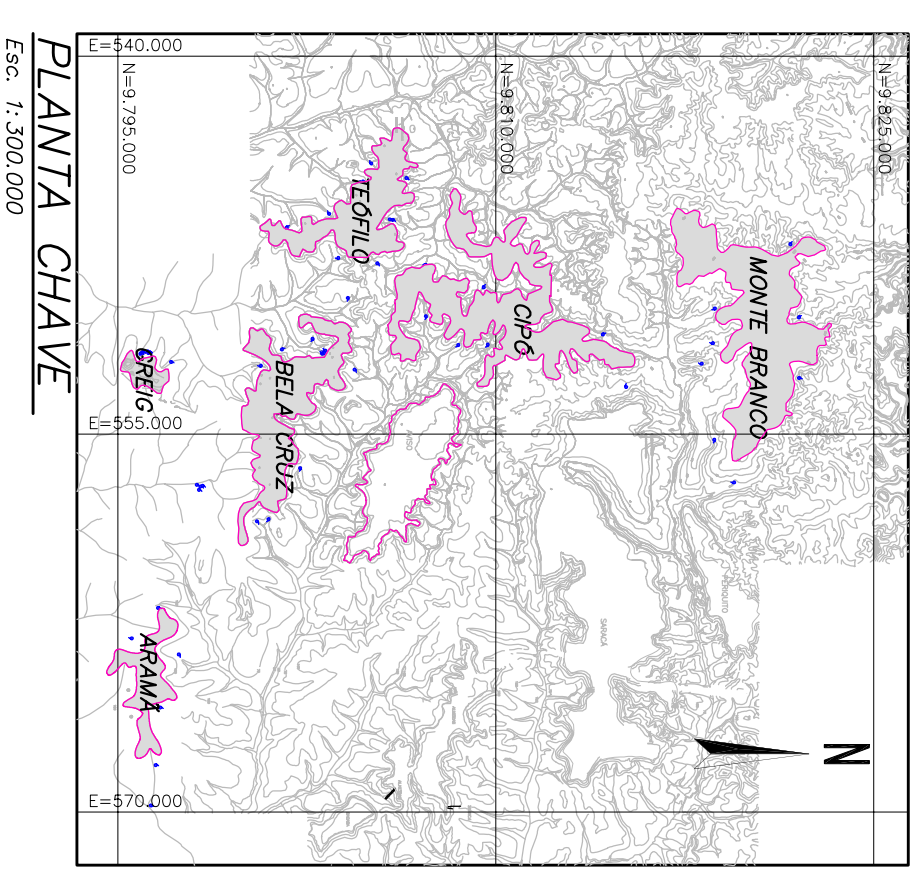 PLANTA CHAVE
Esc. 1:300.000
E=540.000
E=555.000
E=570.000
N=9.795.000
N=9.810.000
N=9.825.000
MONTE BRANCO
TEÓFILO
CIPÓ
BELA CRUZ
GREIG
ARAMÃ
SARACA
N